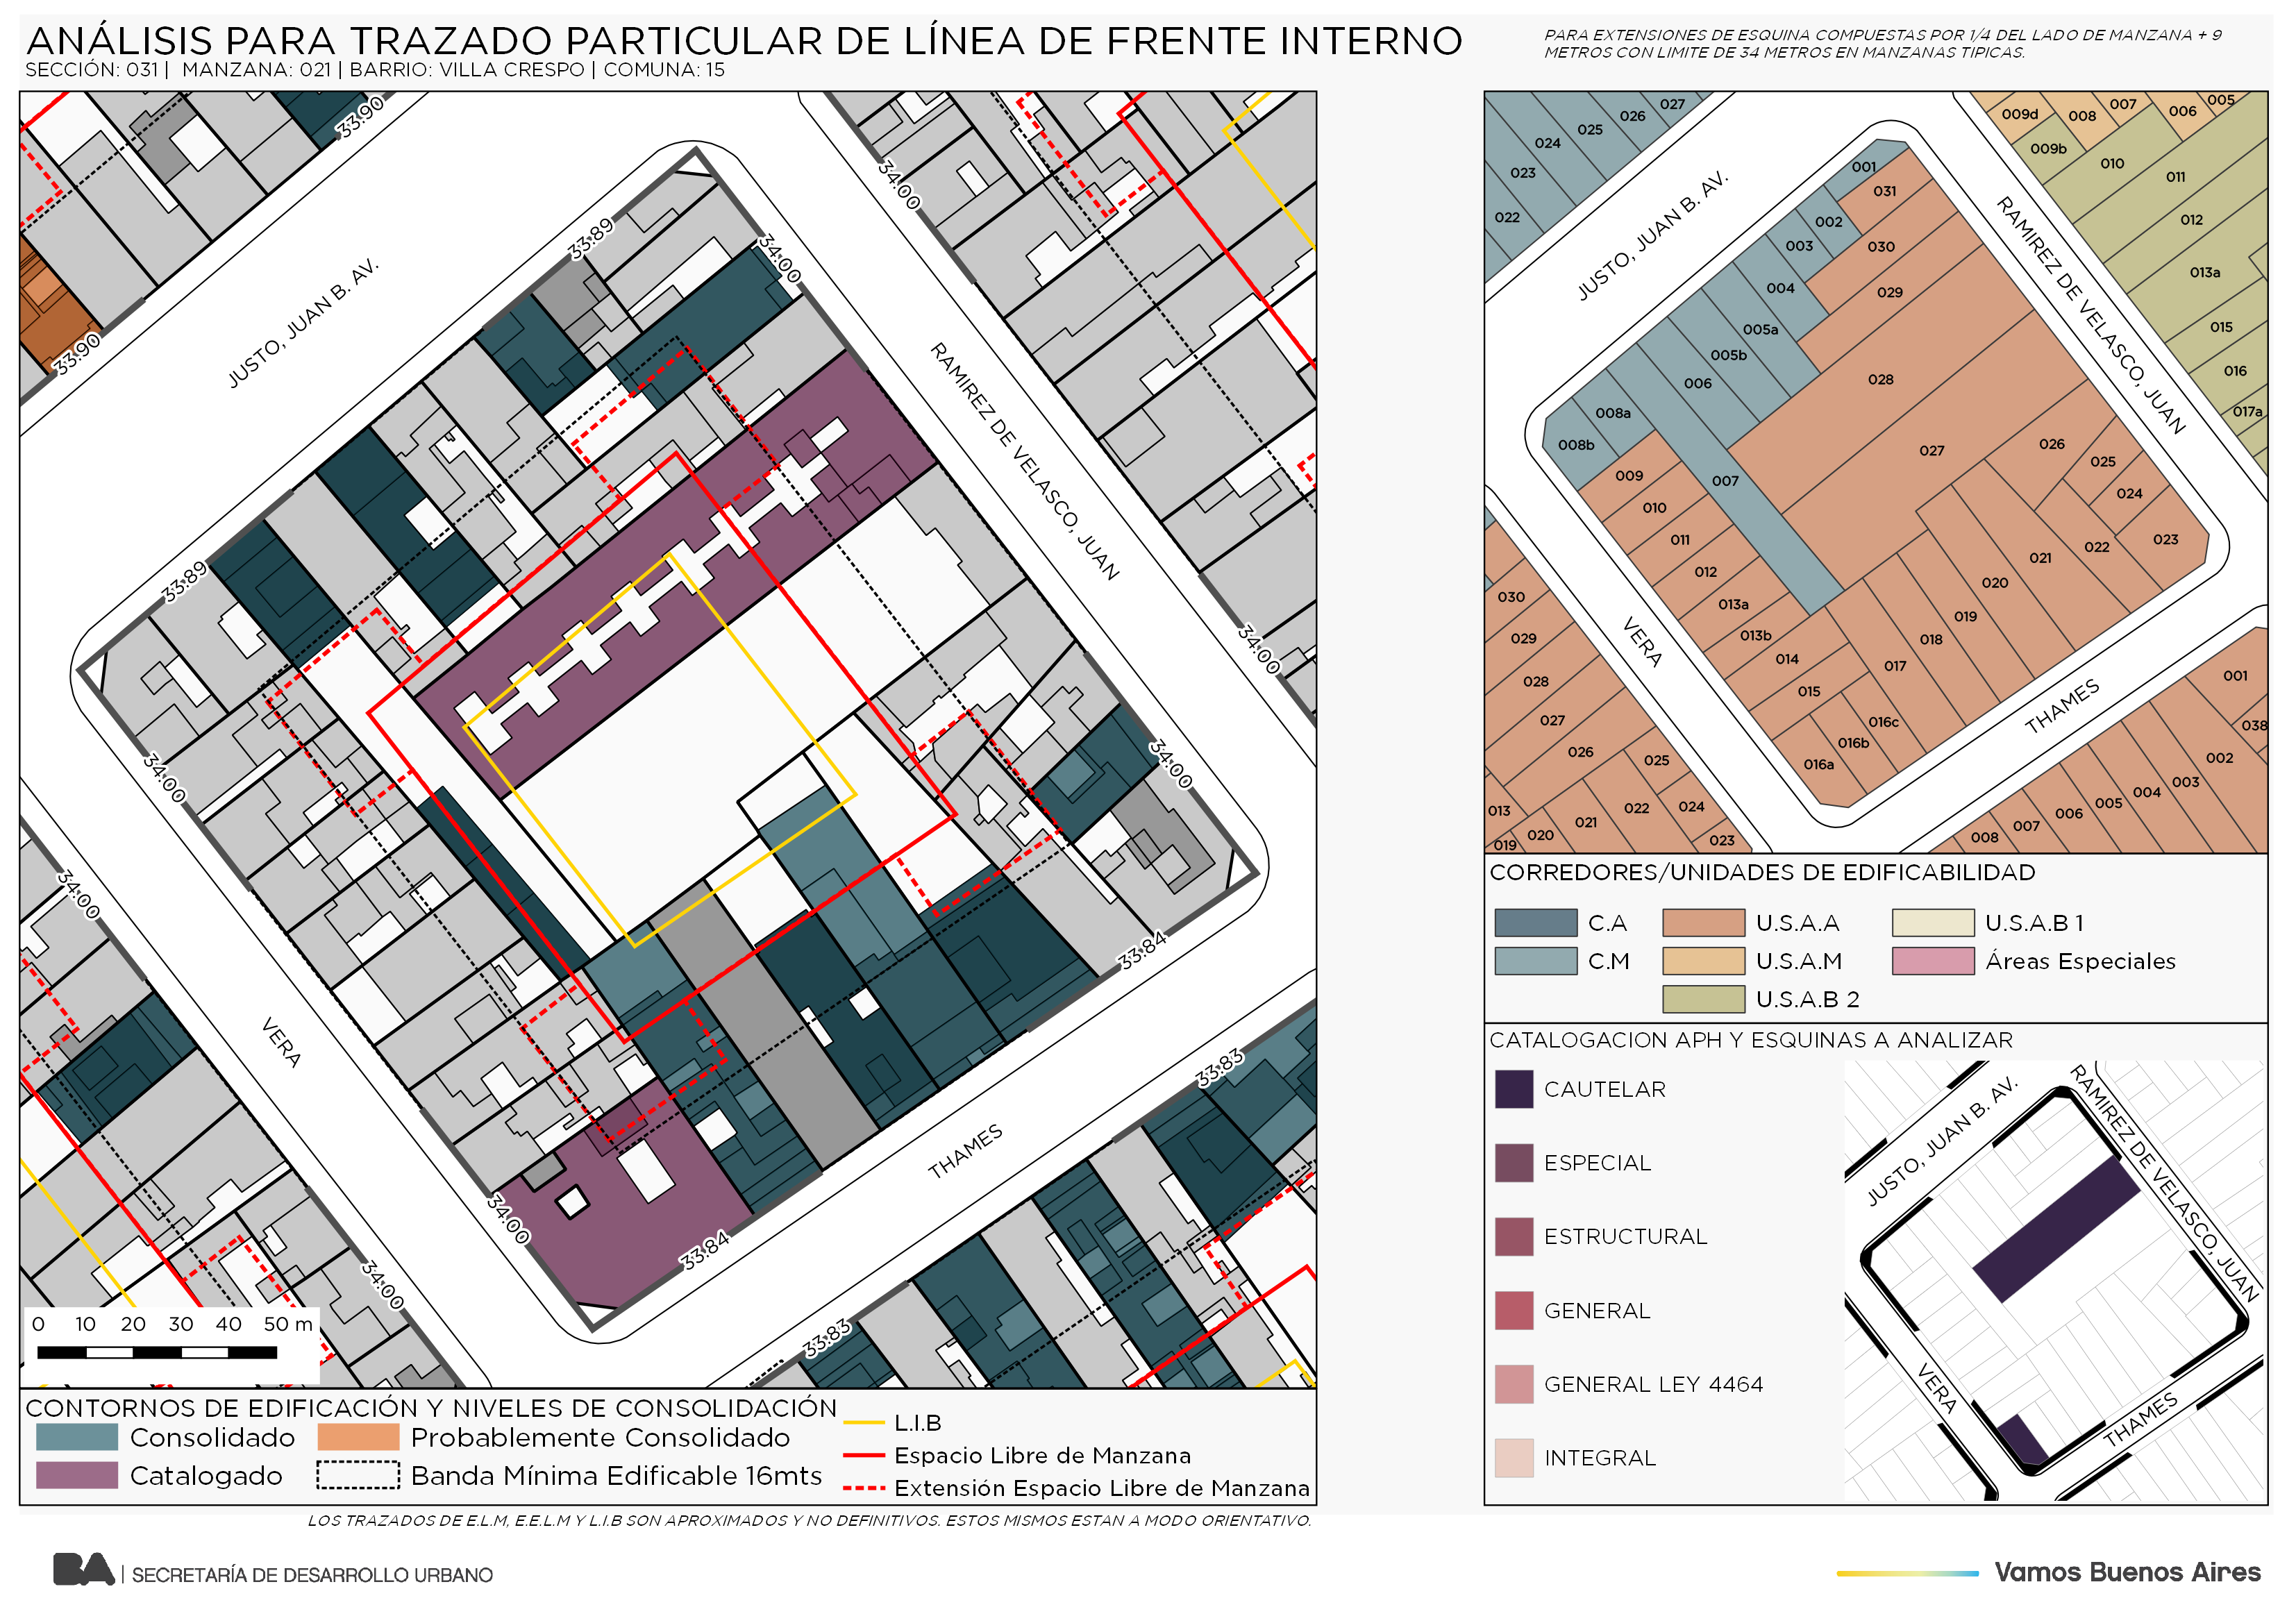 ANÁLISIS PARA TRAZADO PARTICULAR DE LÍNEA DE FRENTE INTERNO
SECCIÓN: 031 | MANZANA: 021 | BARRIO: VILLA CRESPO | COMUNA: 15
PARA EXTENSIONES DE ESQUINA COMPUESTAS POR 1/4 DEL LADO DE MANZANA + 9
METROS CON LIMITE DE 34 METROS EN MANZANAS TIPICAS.
33.90
33.90
JUSTO, JUAN B. AV.
33.89
34.00
34.00
RAMIREZ DE VELASCO, JUAN
33.89
34.00
34.00
34.00
34.00
VERA
33.84
33.83
THAMES
34.00
33.84
34.00
33.83
0 10 20 30 40 50 m
CONTORNOS DE EDIFICACIÓN Y NIVELES DE CONSOLIDACIÓN
Consolidado
Probablemente Consolidado
Catalogado
Banda Mínima Edificable 16mts
L.I.B
Espacio Libre de Manzana
Extensión Espacio Libre de Manzana
LOS TRAZADOS DE E.L.M, E.E.L.M Y L.I.B SON APROXIMADOS Y NO DEFINITIVOS. ESTOS MISMOS ESTAN A MODO ORIENTATIVO.
027
026
025
024
023
022
009d
008
007
006
005
009b
010
011
012
013a
015
016
017a
JUSTO, JUAN B. AV.
RAMIREZ DE VELASCO, JUAN
001
031
002
030
003
029
004
005a
005b
006
028
008a
008b
007
009
010
011
012
013a
013b
014
015
016a
016b
016c
017
018
019
020
021
022
023
024
025
026
027
VERA
THAMES
030
029
028
027
026
025
024
023
022
021
020
019
013
001
038
002
003
004
005
006
007
008
CORREDORES/UNIDADES DE EDIFICABILIDAD
C.A
U.S.A.A
U.S.A.B 1
C.M
U.S.A.M
Áreas Especiales
U.S.A.B 2
CATALOGACION APH Y ESQUINAS A ANALIZAR
CAUTELAR
ESPECIAL
ESTRUCTURAL
GENERAL
GENERAL LEY 4464
INTEGRAL
JUSTO, JUAN B. AV.
RAMIREZ DE VELASCO, JUAN
VERA
THAMES
BA | SECRETARÍA DE DESARROLLO URBANO
Vamos Buenos Aires